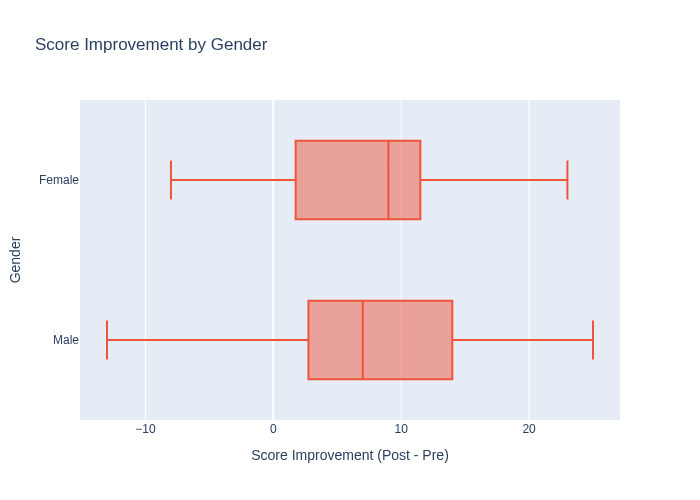 Score Improvement by Gender
Female
Gender
Male
−10
0
10
20
Score Improvement (Post - Pre)